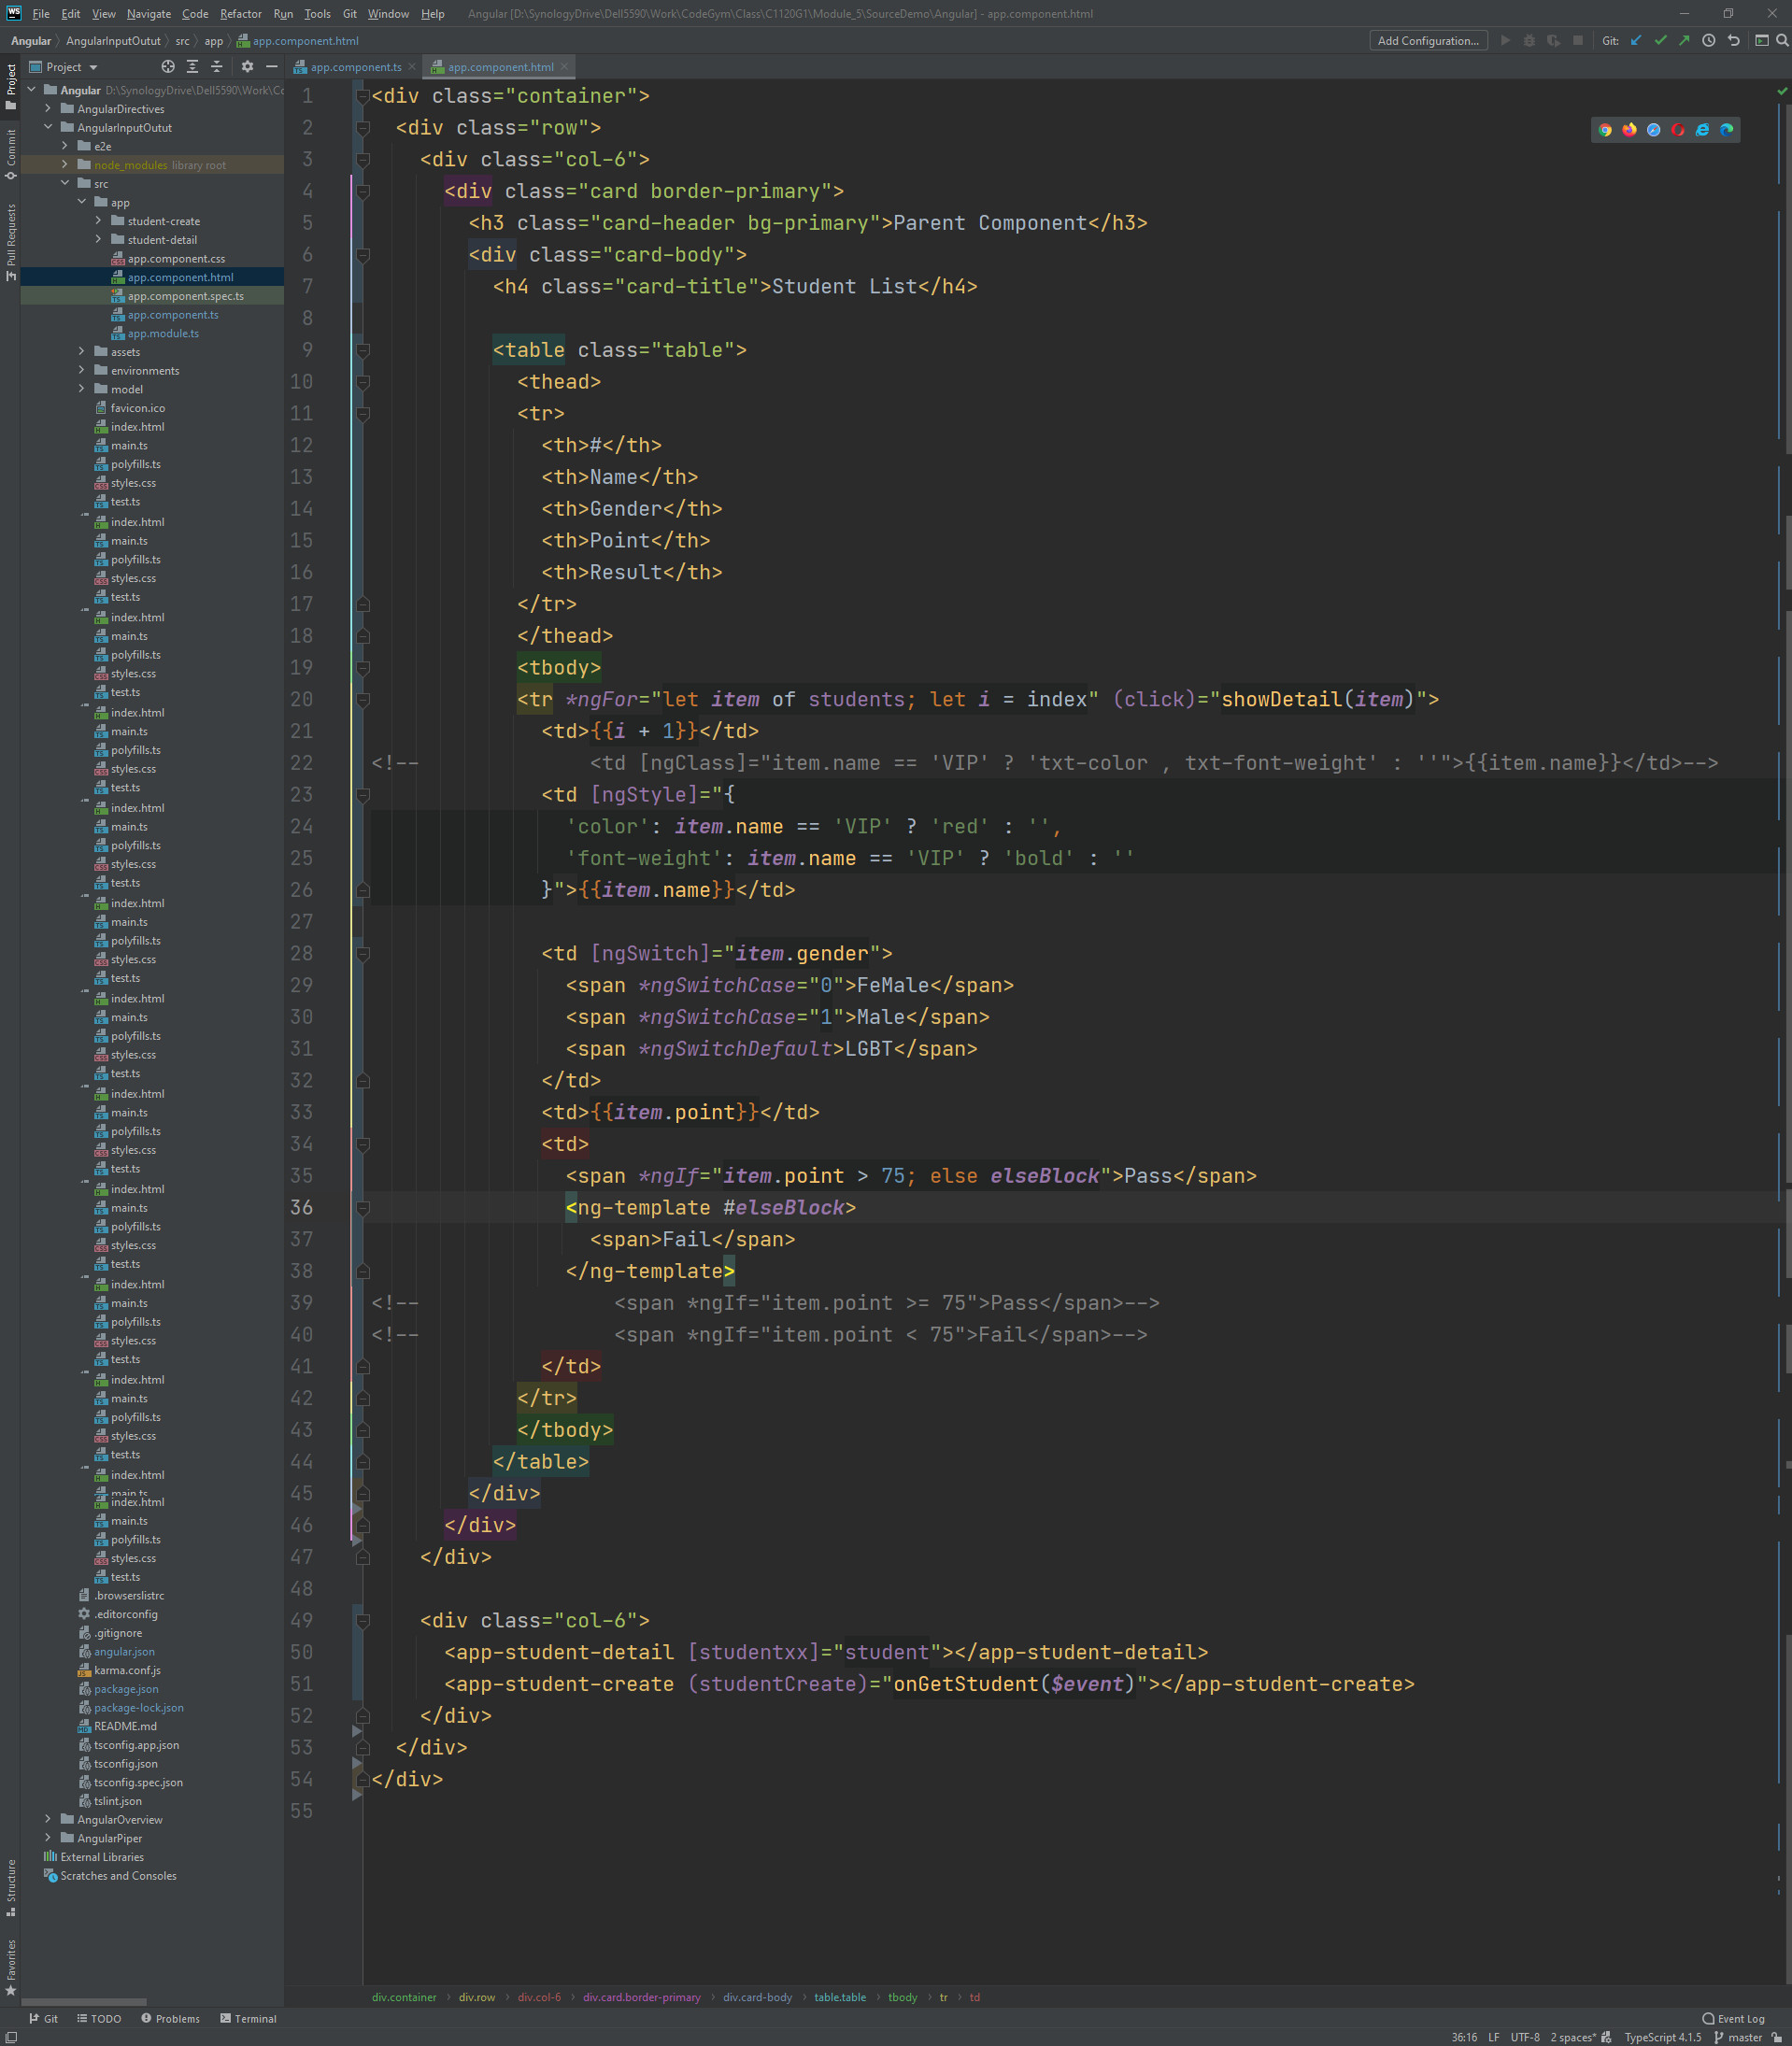 WS File Edit View Navigate Code Refactor Run Tools Git Window Help Angular [D:\SynologyDrive\Dell5590\Work\CodeGym\Class\C1120G1\Module_5\SourceDemo\Angular] - app.component.html
Angular AngularInputOutut src app app.component.html Add Configuration... Git:
Project app.component.ts app.component.html
Project
Commit
Pull Requests
Structure
Favorites
Angular D:\SynologyDrive\Dell5590\Work\Co
AngularDirectives
AngularInputOutut
e2e
node_modules library root
src
app
student-create
student-detail
app.component.css
app.component.html
app.component.spec.ts
app.component.ts
app.module.ts
assets
environments
model
favicon.ico
index.html
main.ts
polyfills.ts
styles.css
test.ts
index.html
main.ts
polyfills.ts
styles.css
test.ts
index.html
main.ts
polyfills.ts
styles.css
test.ts
index.html
main.ts
polyfills.ts
styles.css
test.ts
index.html
main.ts
polyfills.ts
styles.css
test.ts
index.html
main.ts
polyfills.ts
styles.css
test.ts
index.html
main.ts
polyfills.ts
styles.css
test.ts
index.html
main.ts
polyfills.ts
styles.css
test.ts
index.html
main.ts
polyfills.ts
styles.css
test.ts
index.html
main.ts
polyfills.ts
styles.css
test.ts
index.html
main.ts
polyfills.ts
styles.css
test.ts
index.html
main.ts
index.html
main.ts
polyfills.ts
styles.css
test.ts
.browserslistrc
.editorconfig
.gitignore
angular.json
karma.conf.js
package.json
package-lock.json
README.md
tsconfig.app.json
tsconfig.json
tsconfig.spec.json
tslint.json
AngularOverview
AngularPiper
External Libraries
Scratches and Consoles
1 <div class="container">
2 <div class="row">
3 <div class="col-6">
4 <div class="card border-primary">
5 <h3 class="card-header bg-primary">Parent Component</h3>
6 <div class="card-body">
7 <h4 class="card-title">Student List</h4>
8
9 <table class="table">
10 <thead>
11 <tr>
12 <th>#</th>
13 <th>Name</th>
14 <th>Gender</th>
15 <th>Point</th>
16 <th>Result</th>
17 </tr>
18 </thead>
19 <tbody>
20 <tr *ngFor="let item of students; let i = index" (click)="showDetail(item)">
21 <td>{{i + 1}}</td>
22 <!-- <td [ngClass]="item.name == 'VIP' ? 'txt-color , txt-font-weight' : ''">{{item.name}}</td>-->
23 <td [ngStyle]="{
24 'color': item.name == 'VIP' ? 'red' : '',
25 'font-weight': item.name == 'VIP' ? 'bold' : ''
26 }">{{item.name}}</td>
27
28 <td [ngSwitch]="item.gender">
29 <span *ngSwitchCase="0">FeMale</span>
30 <span *ngSwitchCase="1">Male</span>
31 <span *ngSwitchDefault>LGBT</span>
32 </td>
33 <td>{{item.point}}</td>
34 <td>
35 <span *ngIf="item.point > 75; else elseBlock">Pass</span>
36 <ng-template #elseBlock>
37 <span>Fail</span>
38 </ng-template>
39 <!-- <span *ngIf="item.point >= 75">Pass</span>-->
40 <!-- <span *ngIf="item.point < 75">Fail</span>-->
41 </td>
42 </tr>
43 </tbody>
44 </table>
45 </div>
46 </div>
47 </div>
48
49 <div class="col-6">
50 <app-student-detail [studentxx]="student"></app-student-detail>
51 <app-student-create (studentCreate)="onGetStudent($event)"></app-student-create>
52 </div>
53 </div>
54 </div>
55
div.container div.row div.col-6 div.card.border-primary div.card-body table.table tbody tr td
Git TODO Problems Terminal Event Log
36:16 LF UTF-8 2 spaces* TypeScript 4.1.5 master